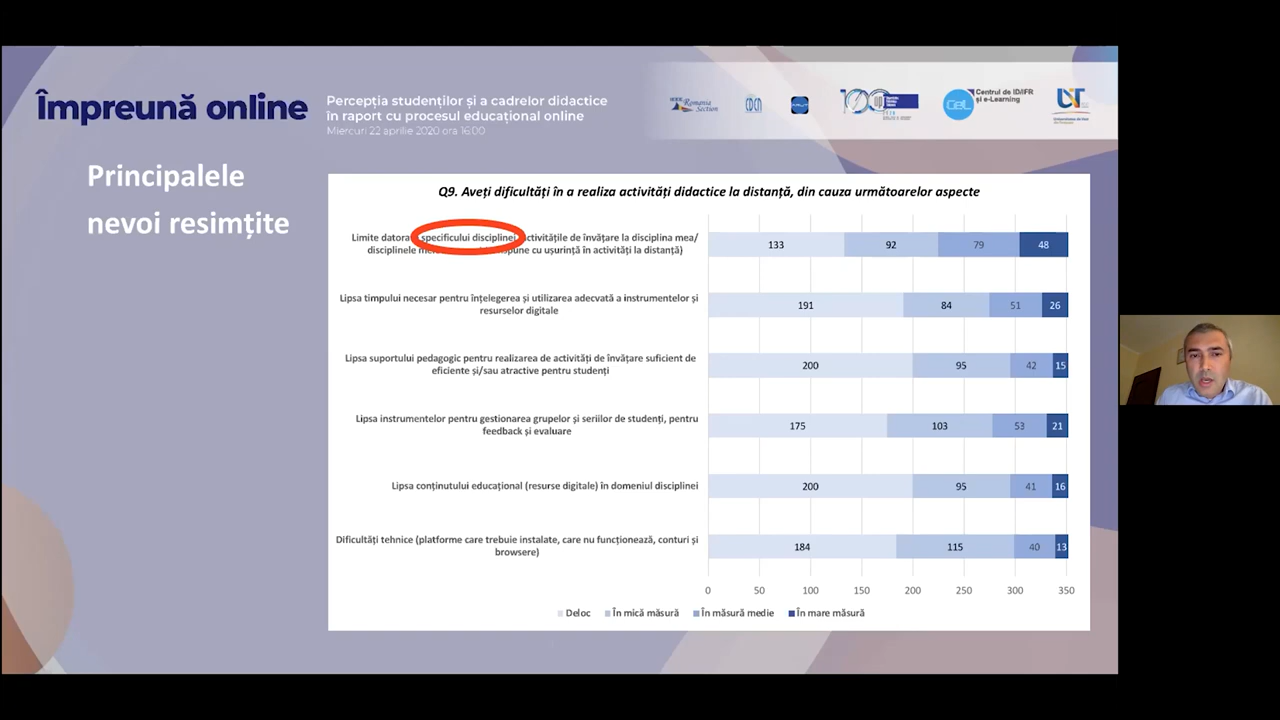 Împreună online
Percepția studenților și a cadrelor didactice
în raport cu procesul educațional online
Miercuri 22 aprilie 2020 ora 16:00
Romania
Section
Centrul de ID/IFR
și e-Learning
Principalele
nevoi resimțite
Q9. Aveți dificultăți în a realiza activități didactice la distanță, din cauza următoarelor aspecte
Limite datorate specificului disciplinei activitățile de învățare la disciplina mea/
disciplinele cu ușurință în activități la distanță)
133 92 79 48
Lipsa timpului necesar pentru înțelegerea și utilizarea adecvată a instrumentelor și
resurselor digitale
191 84 51 26
Lipsa suportului pedagogic pentru realizarea de activități de învățare suficient de
eficiente și/sau atractive pentru studenți
200 95 42 15
Lipsa instrumentelor pentru gestionarea grupelor și seriilor de studenți, pentru
feedback și evaluare
175 103 53 21
Lipsa conținutului educațional (resurse digitale) în domeniul disciplinei
200 95 41 16
Dificultăți tehnice (platforme care trebuie instalate, care nu funcționează, conturi și
browsere)
184 115 40 13
0 50 100 150 200 250 300 350
Deloc În mică măsură În măsură medie În mare măsură